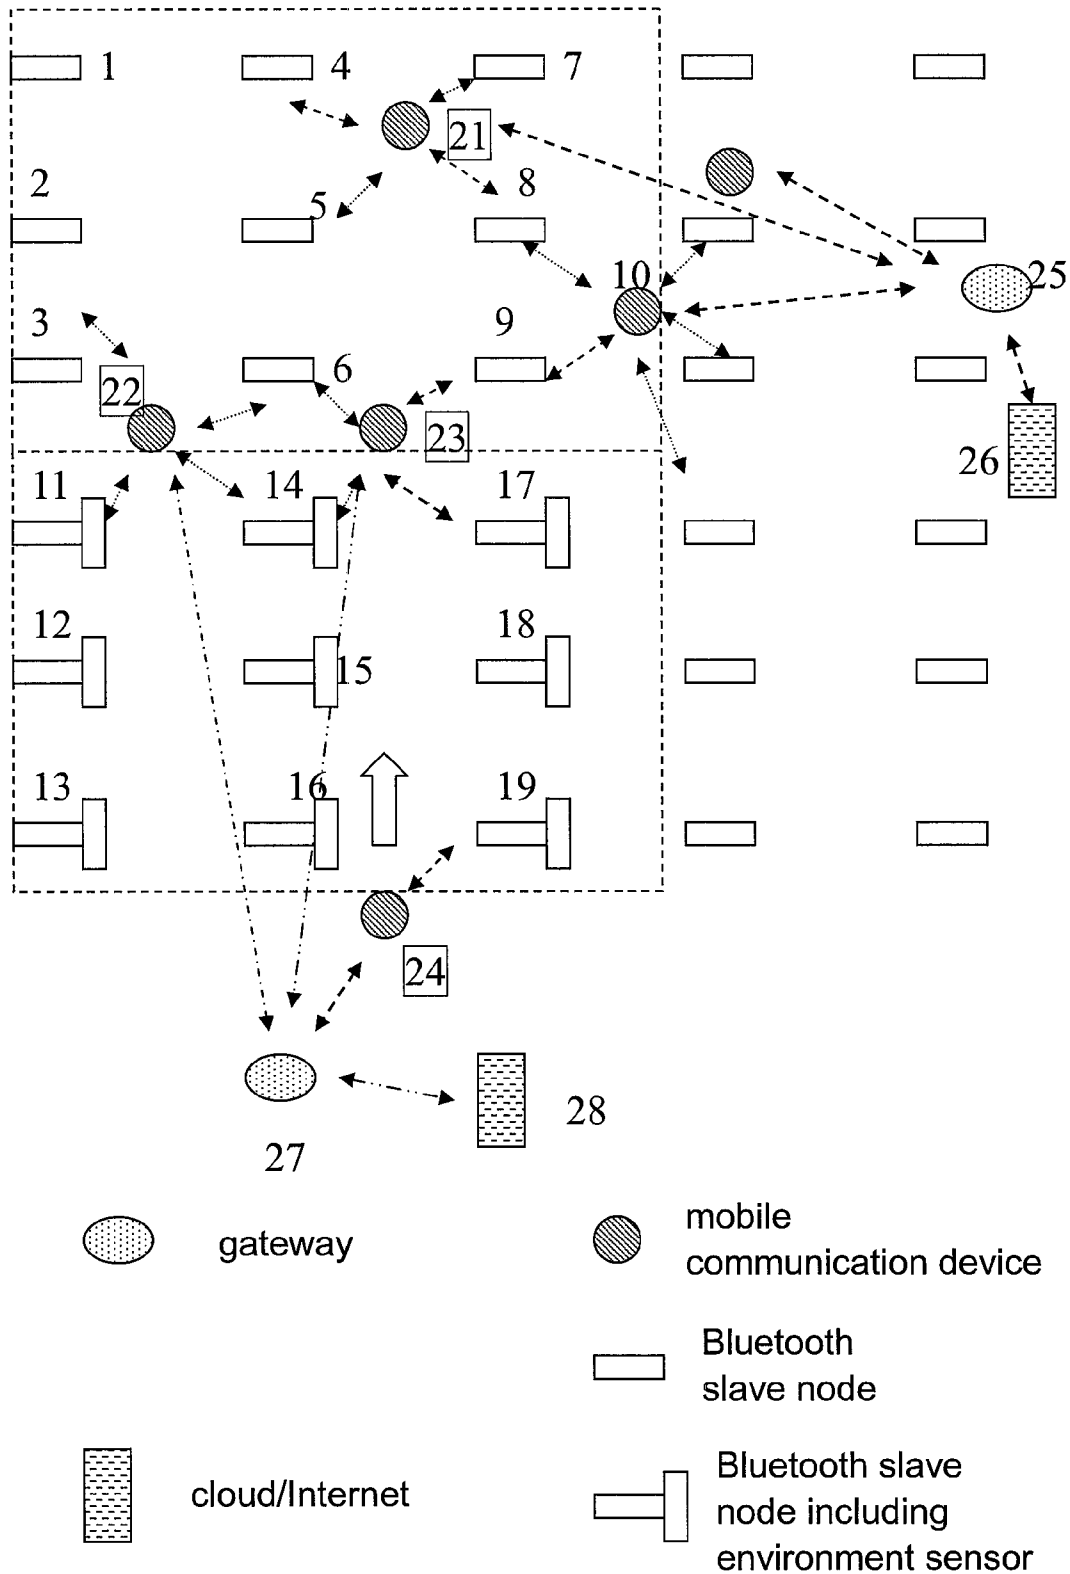 1 4 7
21
2 5 8
10 25
3 6 9
22 23 26
11 14 17
12 15 18
13 16 19
24
28
27
gateway
mobile
communication device
Bluetooth
slave node
cloud/Internet
Bluetooth slave
node including
environment sensor